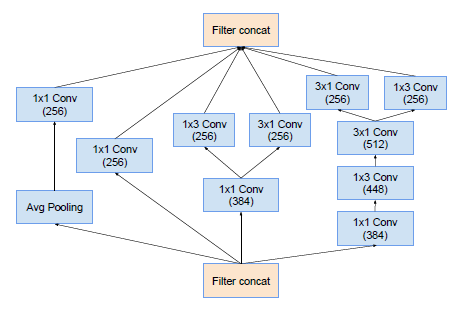 Filter concat
1x1 Conv
(256)
1x1 Conv
(256)
1x3 Conv
(256)
3x1 Conv
(256)
3x1 Conv
(256)
1x3 Conv
(256)
3x1 Conv
(512)
1x3 Conv
(448)
1x1 Conv
(384)
Avg Pooling
1x1 Conv
(384)
Filter concat